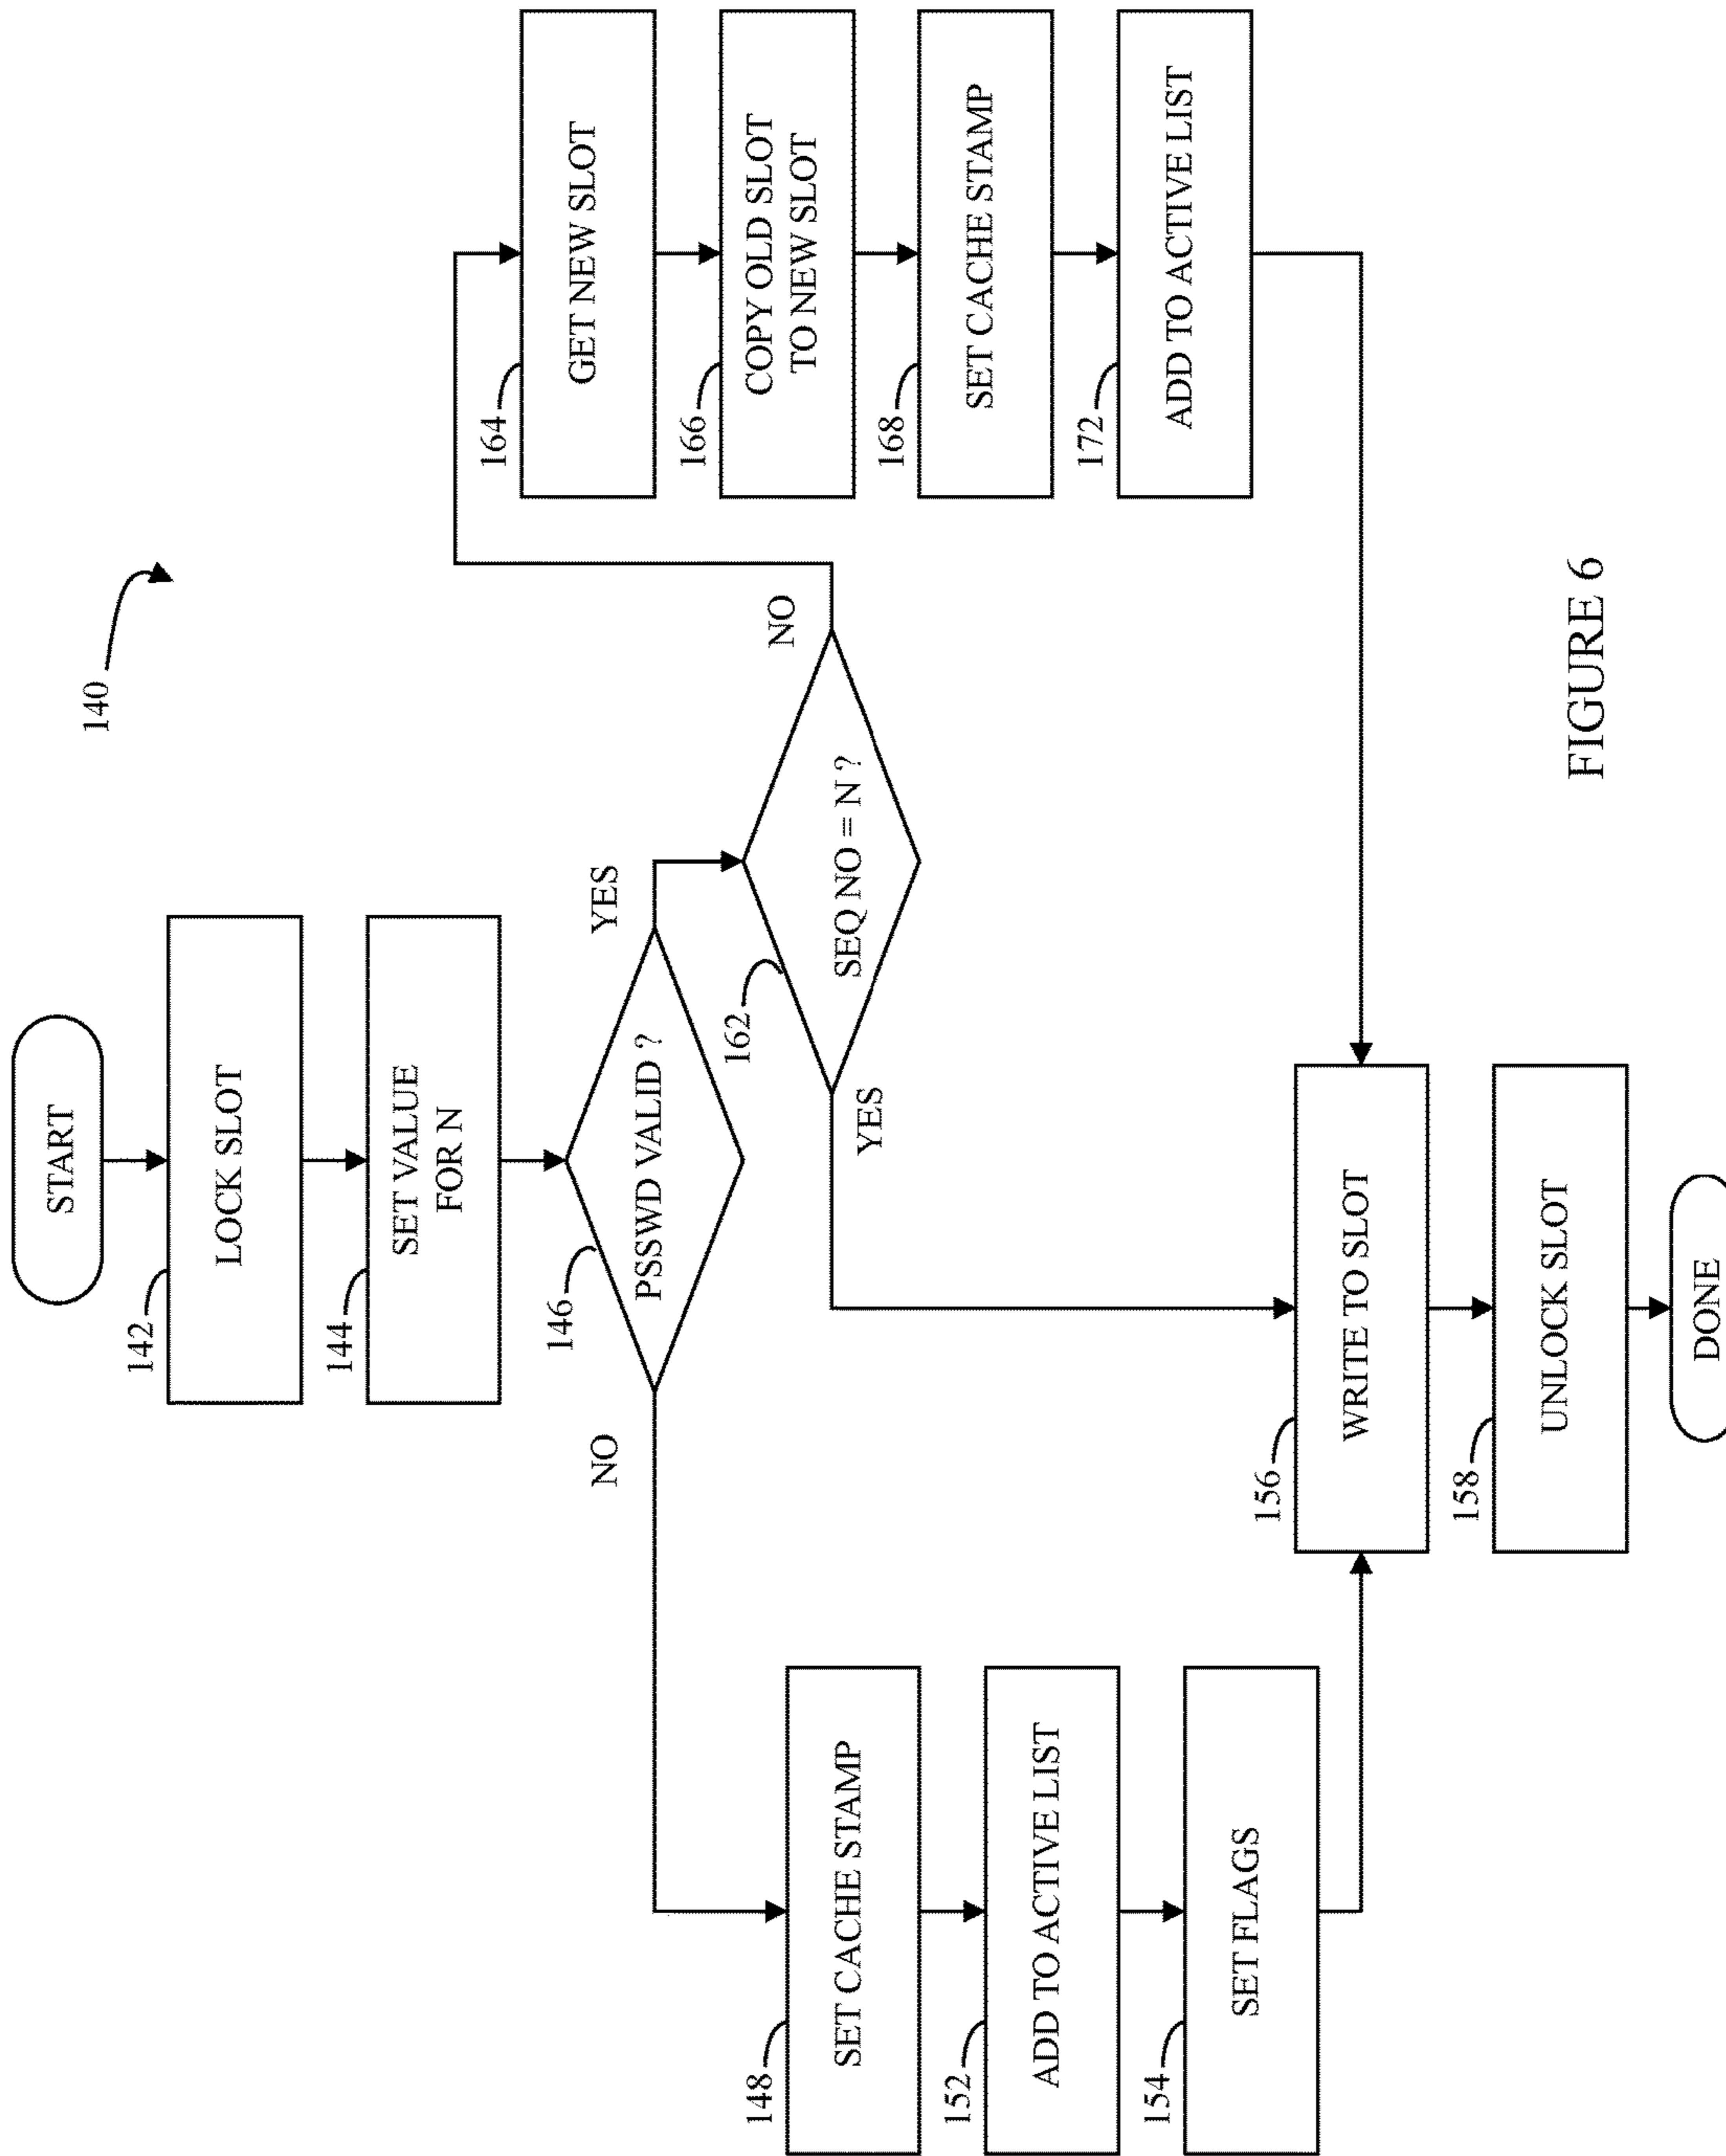 140
START
142
LOCK SLOT
144
SET VALUE
FOR N
146
PSSWD VALID ?
NO
YES
162
SEQ NO = N ?
YES
NO
148
SET CACHE STAMP
152
ADD TO ACTIVE LIST
154
SET FLAGS
164
GET NEW SLOT
166
COPY OLD SLOT
TO NEW SLOT
168
SET CACHE STAMP
172
ADD TO ACTIVE LIST
156
WRITE TO SLOT
158
UNLOCK SLOT
DONE
FIGURE 6